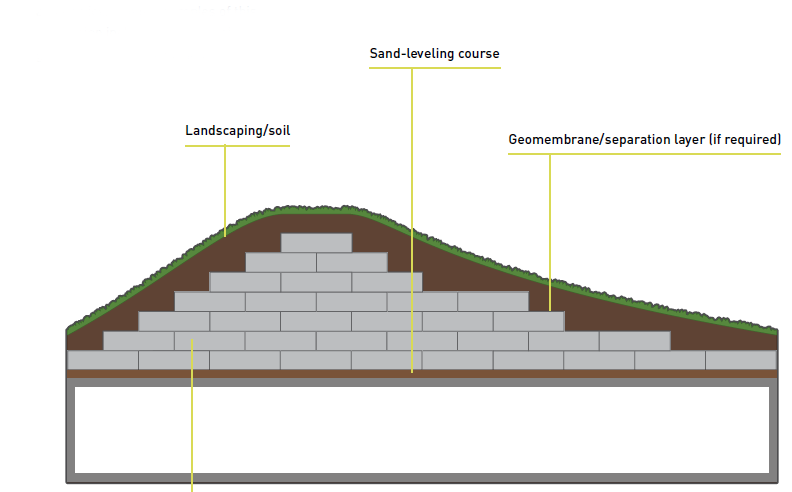 Sand-leveling course
Landscaping/soil
Geomembrane/separation layer (if required)